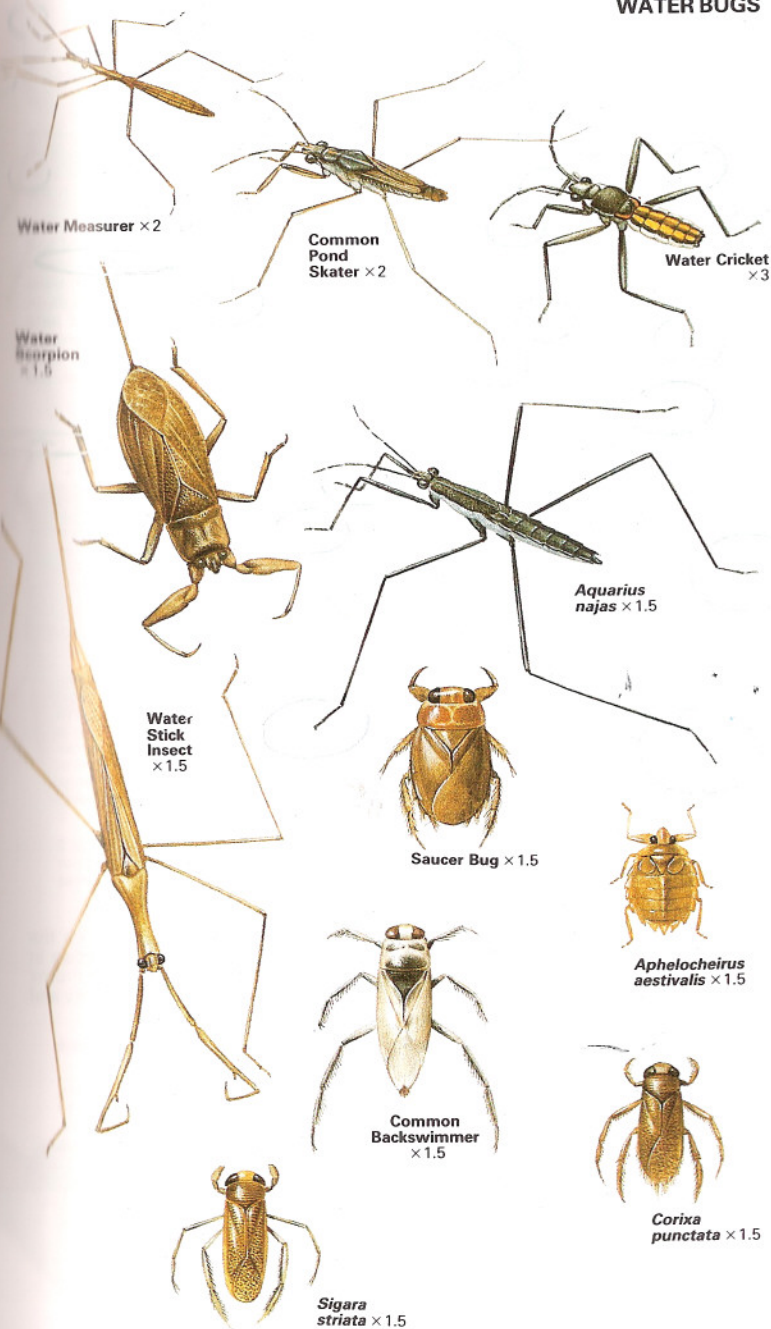 WATER BUGS
Water Measurer ×2
Common
Pond
Skater ×2
Water Cricket
×3
Water
Scorpion
×1.5
Aquarius
najas ×1.5
Water
Stick
Insect
×1.5
Saucer Bug ×1.5
Aphelocheirus
aestivalis ×1.5
Common
Backswimmer
×1.5
Corixa
punctata ×1.5
Sigara
striata ×1.5